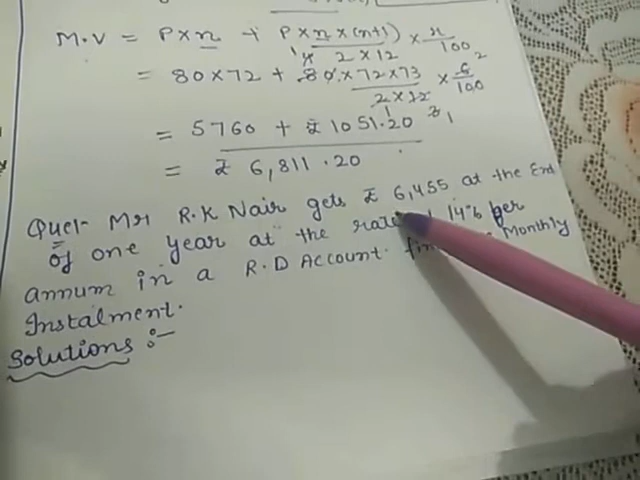 M.V = P×n + P×n×(n+1)/2×12 × r/100
= 80×72 + 80×72×73/2×12 × 6/100
= 5760 + ₹ 1051.20
= ₹ 6,811.20
Que:- Mr R.K Nair gets ₹ 6,455 at the End
of one year at the rate 14% per
annum in a R.D Account. Monthly
Instalment.
Solutions :-